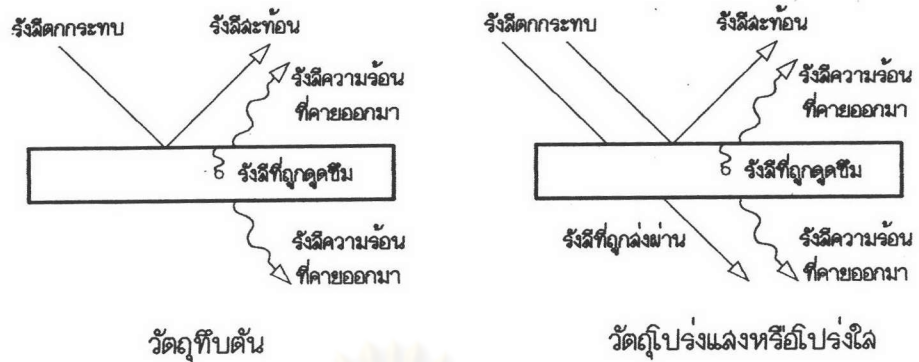 รังสีตกกระทบ
รังสีสะท้อน
รังสีความร้อน
ที่คายออกมา
รังสีที่ถูกดูดซึม
รังสีความร้อน
ที่คายออกมา
วัตถุทึบตัน
รังสีตกกระทบ
รังสีสะท้อน
รังสีความร้อน
ที่คายออกมา
รังสีที่ถูกดูดซึม
รังสีที่ถูกส่งผ่าน
รังสีความร้อน
ที่คายออกมา
วัตถุโปร่งแสงหรือโปร่งใส